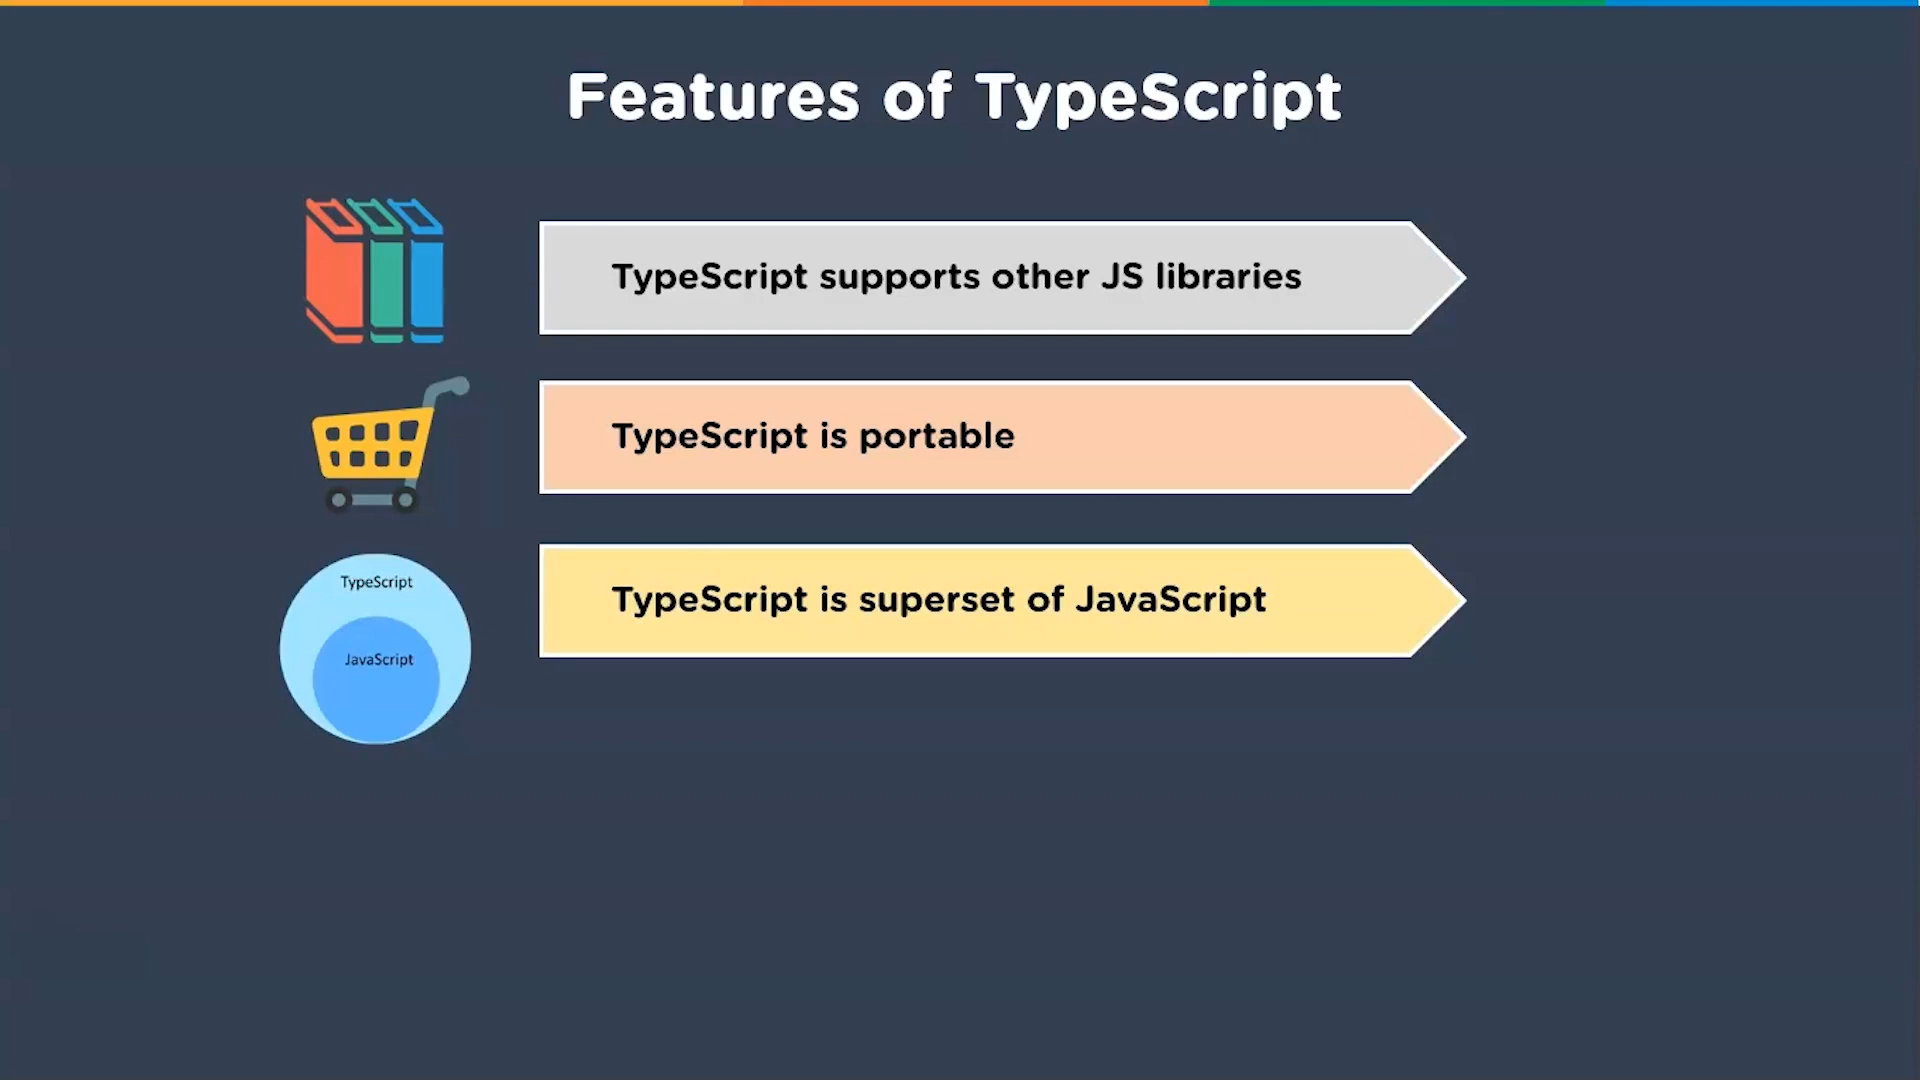 Features of TypeScript
TypeScript supports other JS libraries
TypeScript is portable
TypeScript is superset of JavaScript
TypeScript
JavaScript